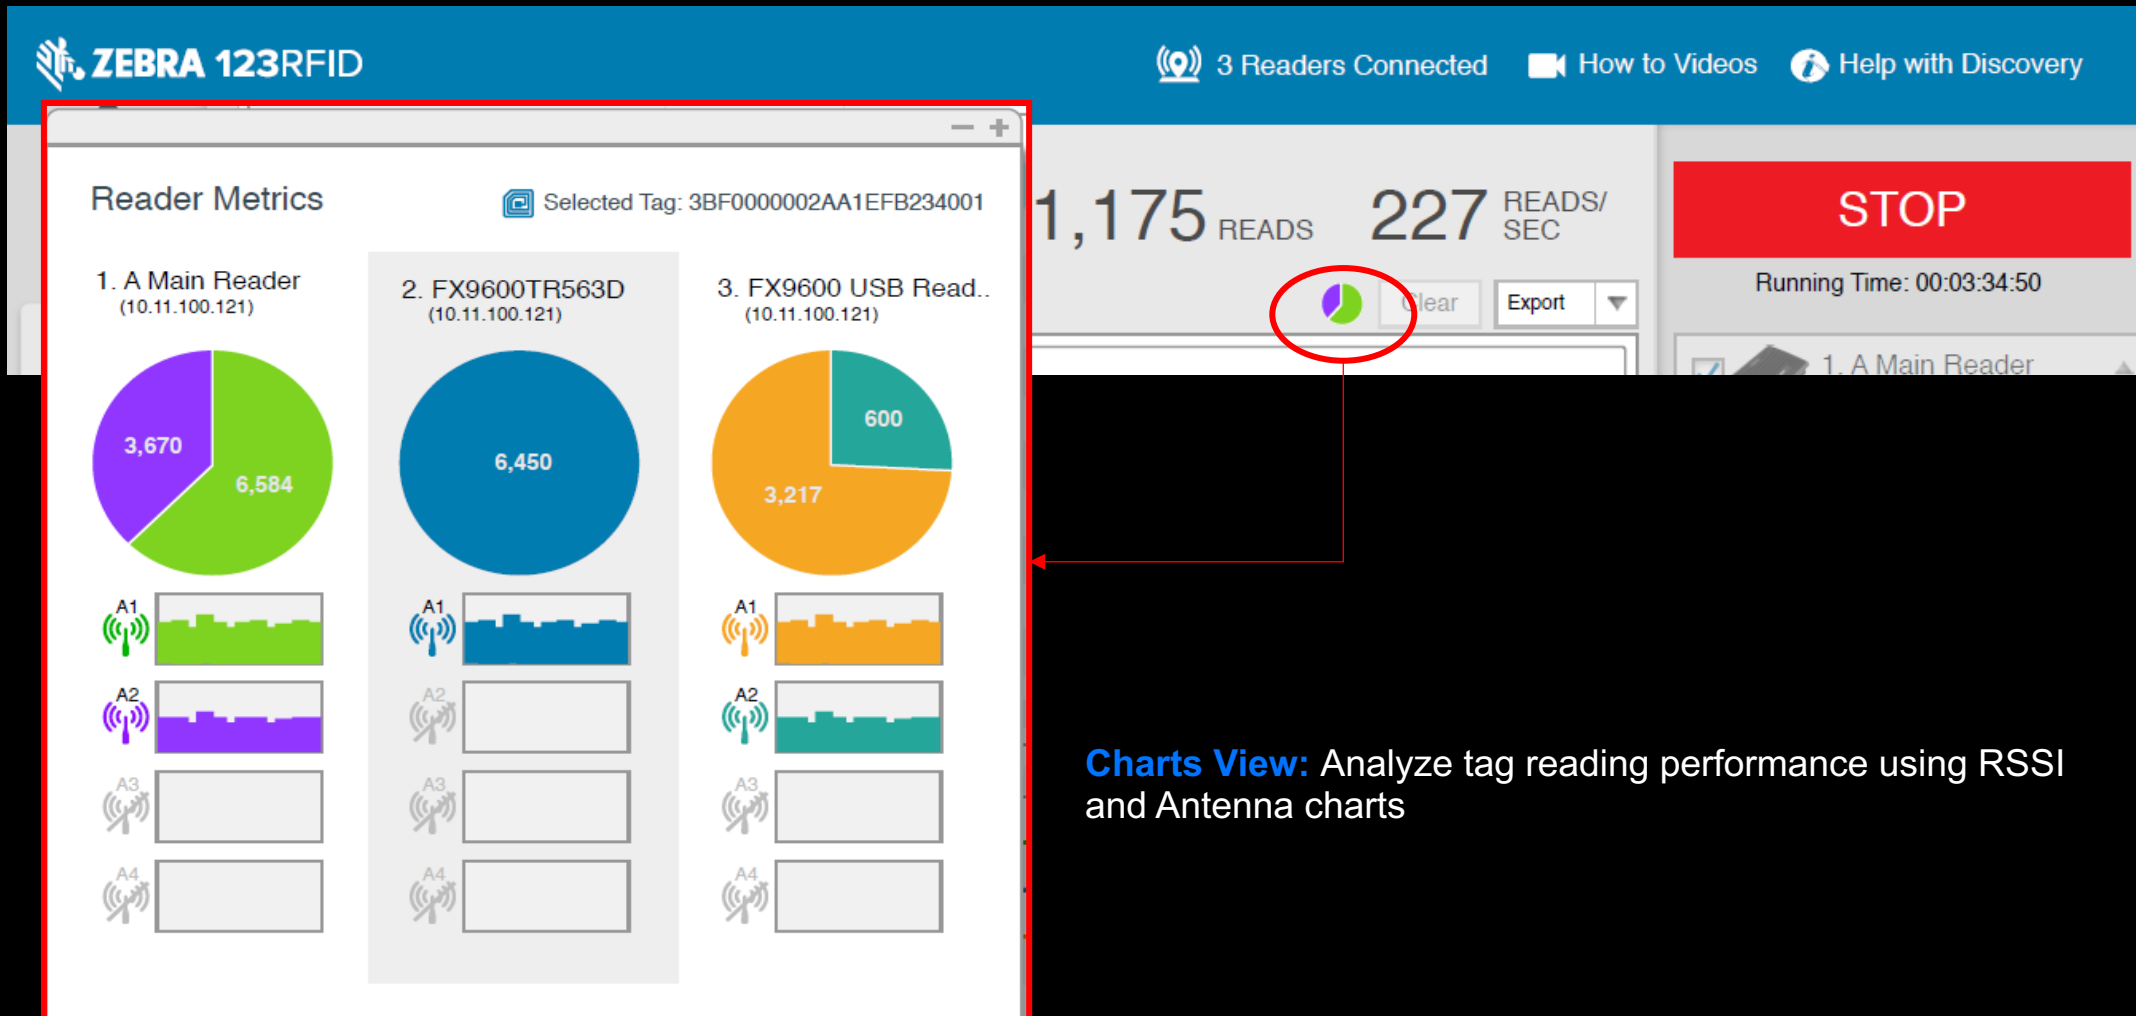 ZEBRA 123RFID
3 Readers Connected
How to Videos
Help with Discovery
Reader Metrics
Selected Tag: 3BF0000002AA1EFB234001
1. A Main Reader
(10.11.100.121)
2. FX9600TR563D
(10.11.100.121)
3. FX9600 USB Read..
(10.11.100.121)
3,670
6,584
6,450
600
3,217
A1
A1
A1
A2
A2
A2
A3
A3
A3
A4
A4
A4
1,175 READS
227 READS/
SEC
Clear
Export
STOP
Running Time: 00:03:34:50
1. A Main Reader
Charts View: Analyze tag reading performance using RSSI
and Antenna charts